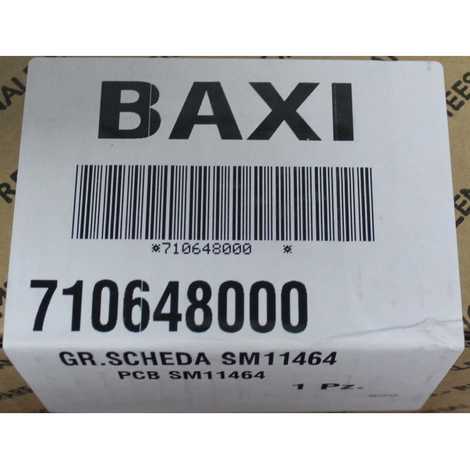 BAXI
*710648000 *
710648000
GR.SCHEDA SM11464
PCB SM11464
1 Pz.